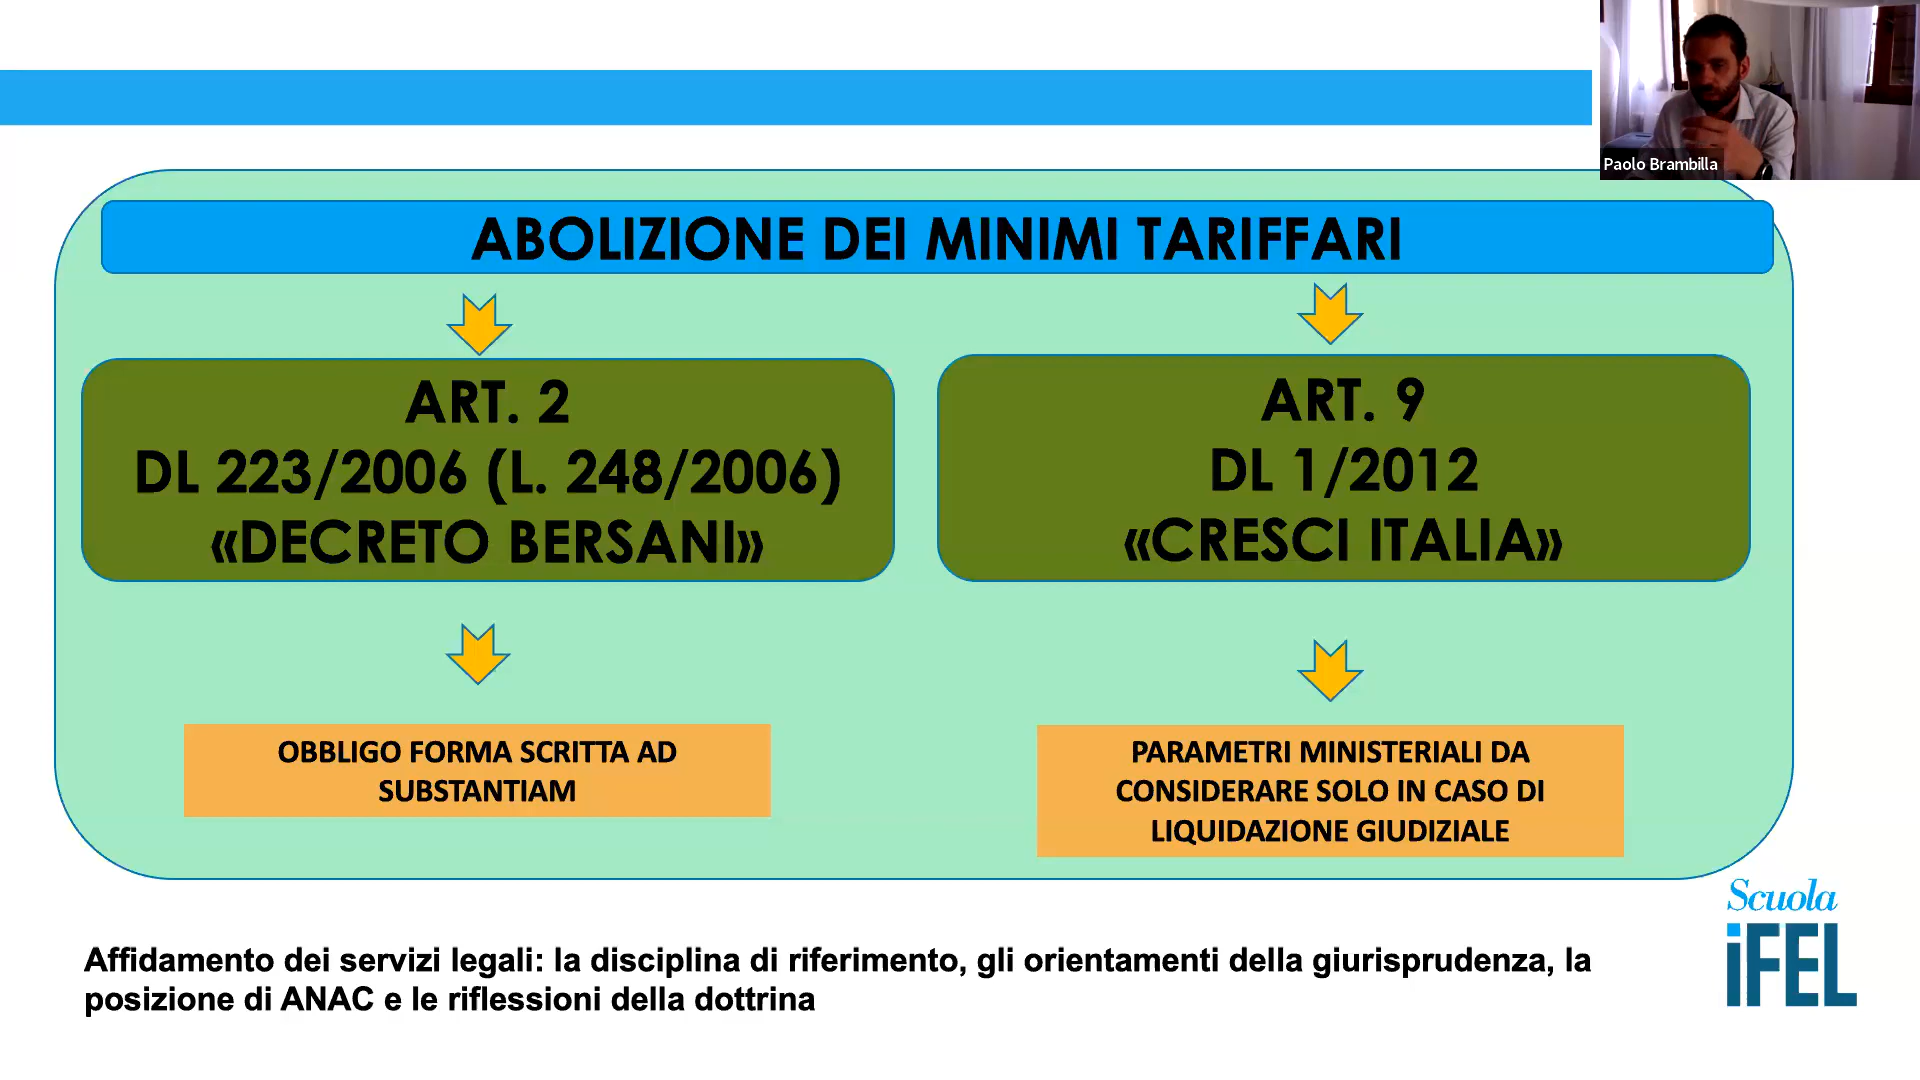 Paolo Brambilla
ABOLIZIONE DEI MINIMI TARIFFARI
ART. 2
DL 223/2006 (L. 248/2006)
«DECRETO BERSANI»
ART. 9
DL 1/2012
«CRESCI ITALIA»
OBBLIGO FORMA SCRITTA AD
SUBSTANTIAM
PARAMETRI MINISTERIALI DA
CONSIDERARE SOLO IN CASO DI
LIQUIDAZIONE GIUDIZIALE
Affidamento dei servizi legali: la disciplina di riferimento, gli orientamenti della giurisprudenza, la
posizione di ANAC e le riflessioni della dottrina
Scuola
iFEL